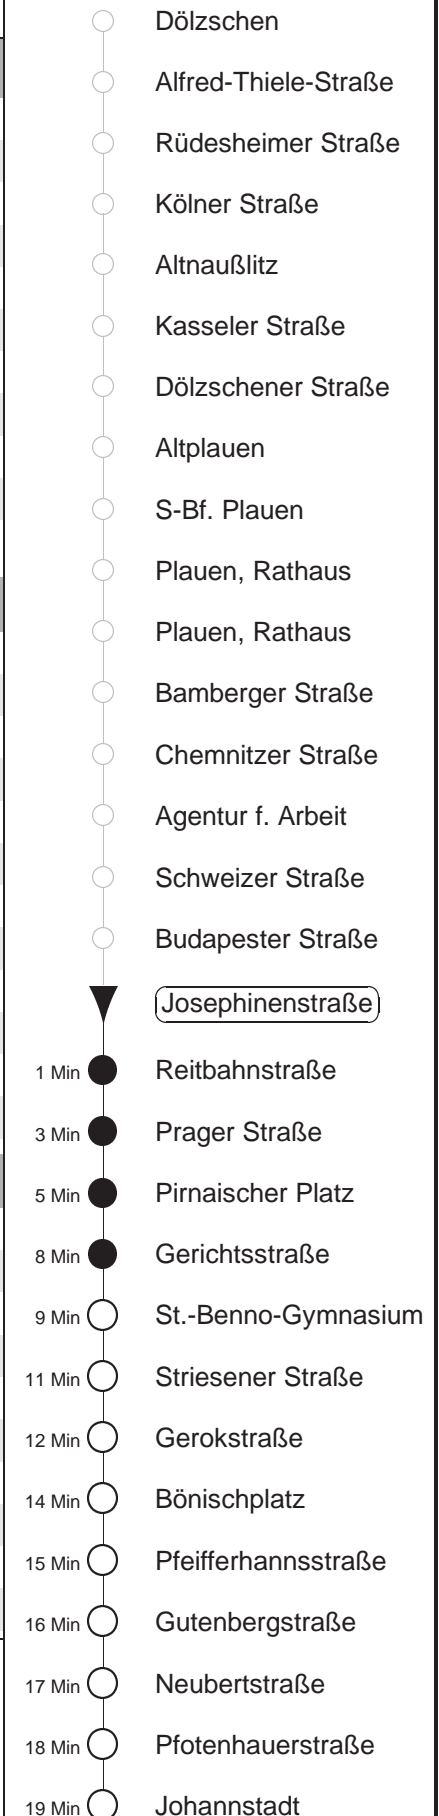 Dölzschen
Alfred-Thiele-Straße
Rüdesheimer Straße
Kölner Straße
Altnaußlitz
Kasseler Straße
Dölzschener Straße
Altplauen
S-Bf. Plauen
Plauen, Rathaus
Plauen, Rathaus
Bamberger Straße
Chemnitzer Straße
Agentur f. Arbeit
Schweizer Straße
Budapester Straße
Josephinenstraße
1 Min Reitbahnstraße
3 Min Prager Straße
5 Min Pirnaischer Platz
8 Min Gerichtsstraße
9 Min St.-Benno-Gymnasium
11 Min Striesener Straße
12 Min Gerokstraße
14 Min Bönischplatz
15 Min Pfeifferhannsstraße
16 Min Gutenbergstraße
17 Min Neubertstraße
18 Min Pfotenhauerstraße
19 Min Johannstadt